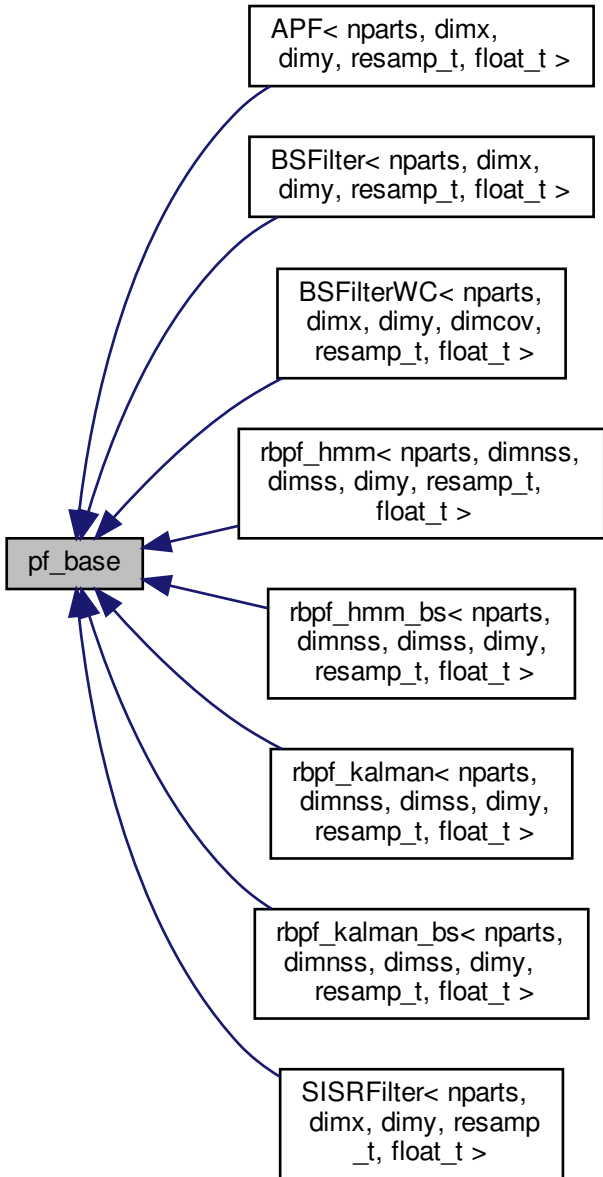 APF< nparts, dimx,
dimy, resamp_t, float_t >
BSFilter< nparts, dimx,
dimy, resamp_t, float_t >
BSFilterWC< nparts,
dimx, dimy, dimcov,
resamp_t, float_t >
rbpf_hmm< nparts, dimnss,
dimss, dimy, resamp_t,
float_t >
pf_base
rbpf_hmm_bs< nparts,
dimnss, dimss, dimy,
resamp_t, float_t >
rbpf_kalman< nparts,
dimnss, dimss, dimy,
resamp_t, float_t >
rbpf_kalman_bs< nparts,
dimnss, dimss, dimy,
resamp_t, float_t >
SISRFilter< nparts,
dimx, dimy, resamp
_t, float_t >